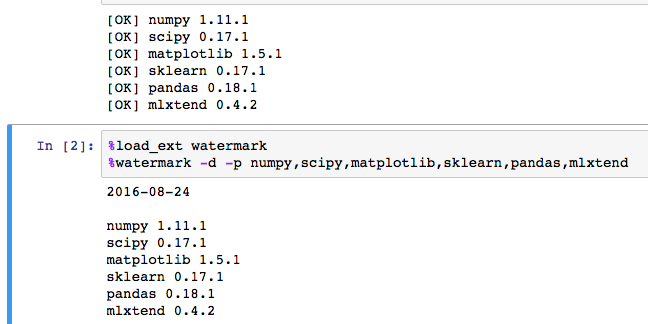 [OK] numpy 1.11.1
[OK] scipy 0.17.1
[OK] matplotlib 1.5.1
[OK] sklearn 0.17.1
[OK] pandas 0.18.1
[OK] mlxtend 0.4.2
In [2]: %load_ext watermark
%watermark -d -p numpy,scipy,matplotlib,sklearn,pandas,mlxtend
2016-08-24
numpy 1.11.1
scipy 0.17.1
matplotlib 1.5.1
sklearn 0.17.1
pandas 0.18.1
mlxtend 0.4.2